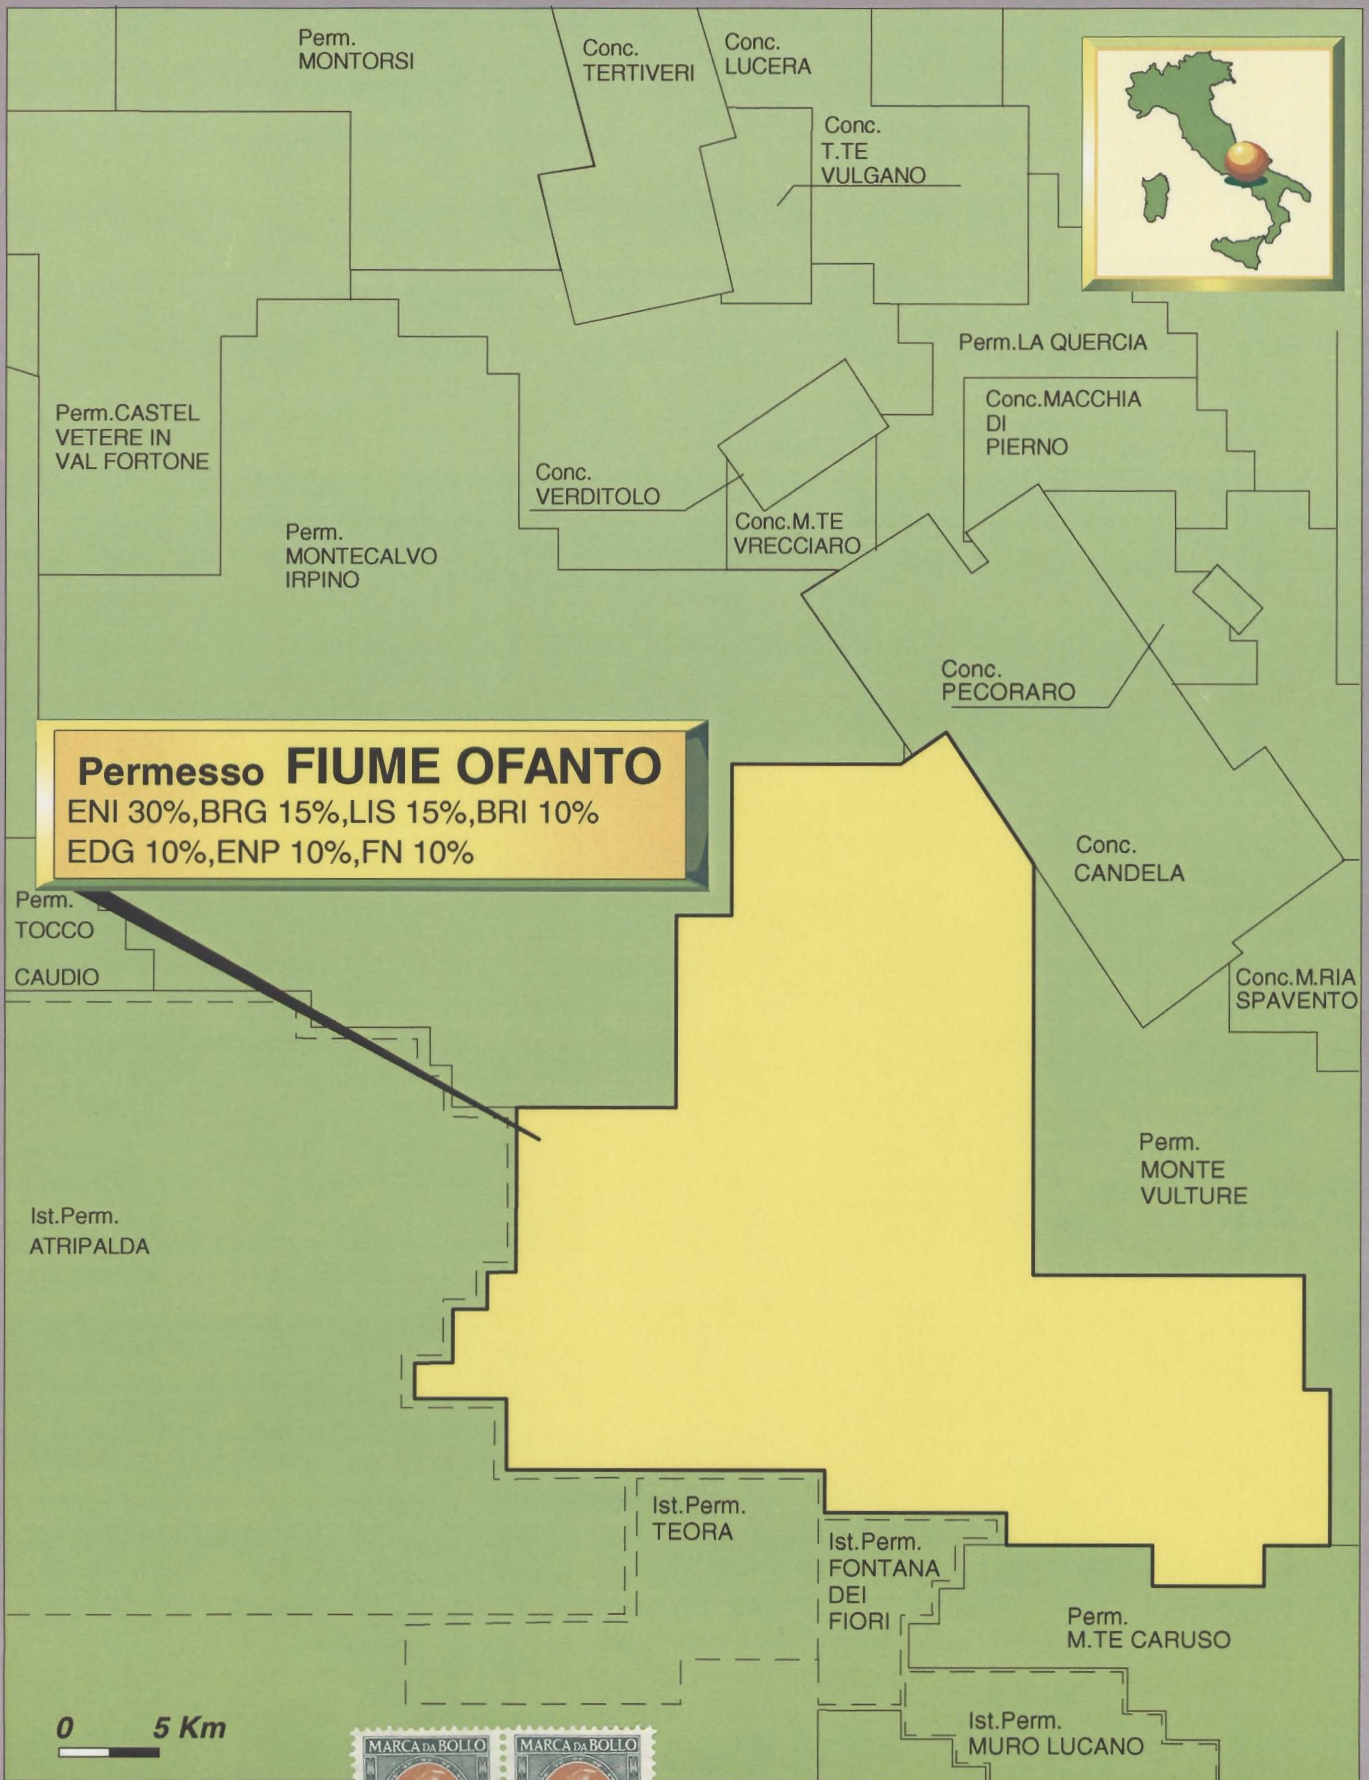 Perm.
MONTORSI
Conc.
TERTIVERI
Conc.
LUCERA
Conc.
T.TE
VULGANO
Perm.LA QUERCIA
Conc.MACCHIA
DI
PIERNO
Perm.CASTEL
VETERE IN
VAL FORTONE
Conc.
VERDITOLO
Conc.M.TE
VRECCIARO
Perm.
MONTECALVO
IRPINO
Conc.
PECORARO
Permesso FIUME OFANTO
ENI 30%,BRG 15%,LIS 15%,BRI 10%
EDG 10%,ENP 10%,FN 10%
Conc.
CANDELA
Perm.
TOCCO
CAUDIO
Conc.M.RIA
SPAVENTO
Perm.
MONTE
VULTURE
Ist.Perm.
ATRIPALDA
Ist.Perm.
TEORA
Ist.Perm.
FONTANA
DEI
FIORI
Perm.
M.TE CARUSO
Ist.Perm.
MURO LUCANO
0 5 Km
MARCA DA BOLLO
MARCA DA BOLLO